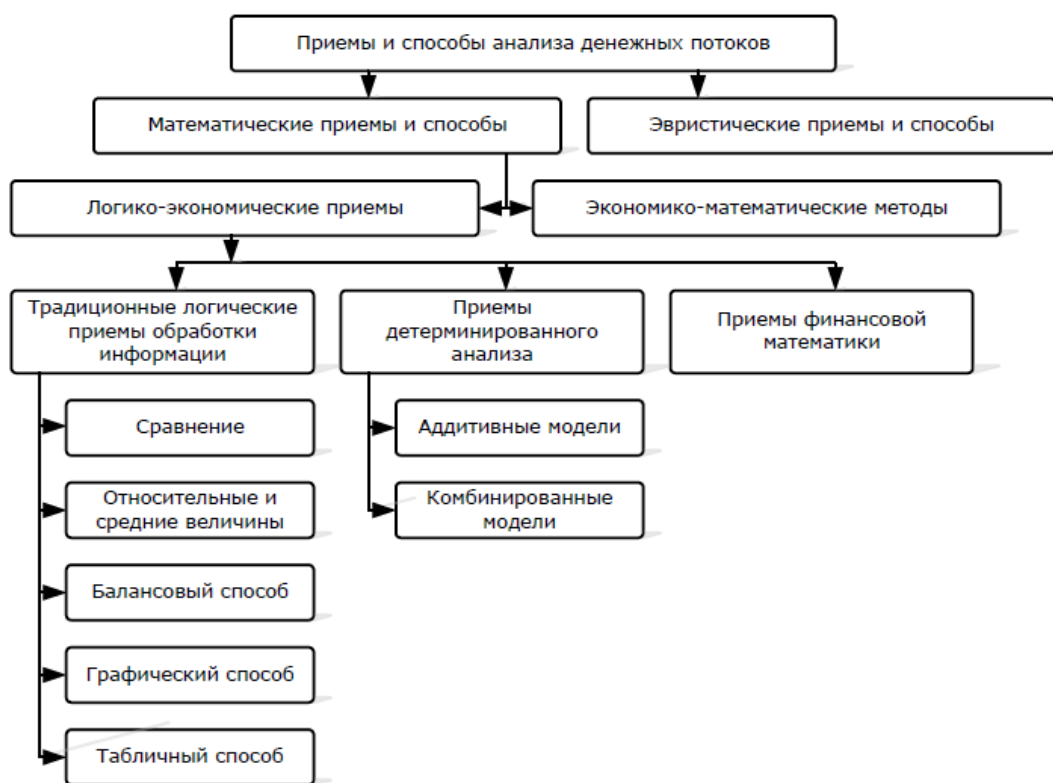 Приемы и способы анализа денежных потоков
Математические приемы и способы
Эвристические приемы и способы
Логико-экономические приемы
Экономико-математические методы
Традиционные логические
приемы обработки
информации
Приемы
детерминированного
анализа
Приемы финансовой
математики
Сравнение
Аддитивные модели
Относительные и
средние величины
Комбинированные
модели
Балансовый способ
Графический способ
Табличный способ